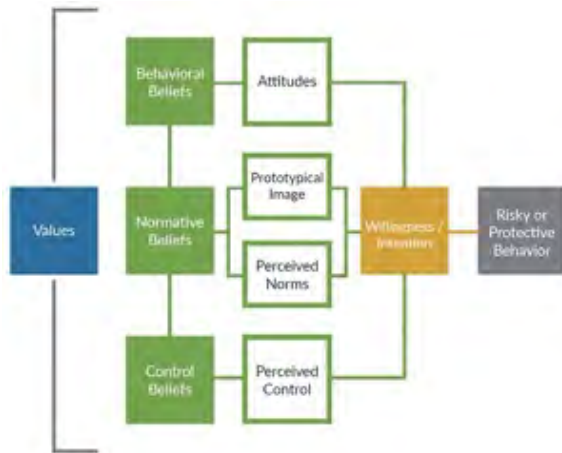 Behavioral
Beliefs
Attitudes
Prototypical
Image
Values
Normative
Beliefs
Willingness /
Intention
Risky or
Protective
Behavior
Perceived
Norms
Control
Beliefs
Perceived
Control